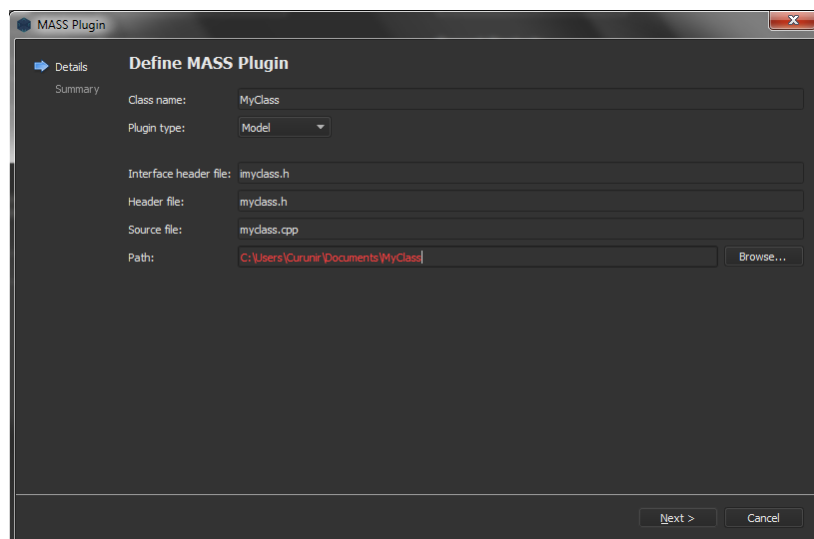 MASS Plugin
Details
Summary
Define MASS Plugin
Class name: MyClass
Plugin type: Model
Interface header file: imyclass.h
Header file: myclass.h
Source file: myclass.cpp
Path: C:\Users\Curunir\Documents\MyClass Browse...
Next > Cancel